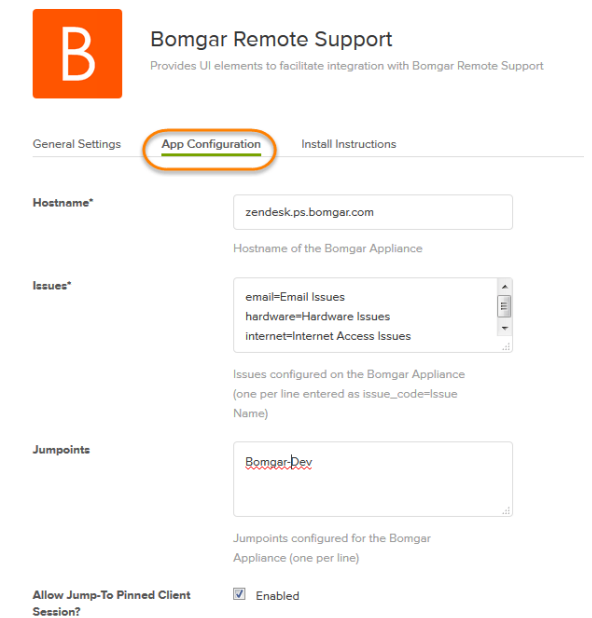 B
Bomgar Remote Support
Provides UI elements to facilitate integration with Bomgar Remote Support
General Settings App Configuration Install Instructions
Hostname*
zendesk.ps.bomgar.com
Hostname of the Bomgar Appliance
Issues*
email=Email Issues
hardware=Hardware Issues
internet=Internet Access Issues
Issues configured on the Bomgar Appliance
(one per line entered as issue_code=Issue
Name)
Jumpoints
Bomgar-Dev
Jumpoints configured for the Bomgar
Appliance (one per line)
Allow Jump-To Pinned Client
Session?
Enabled